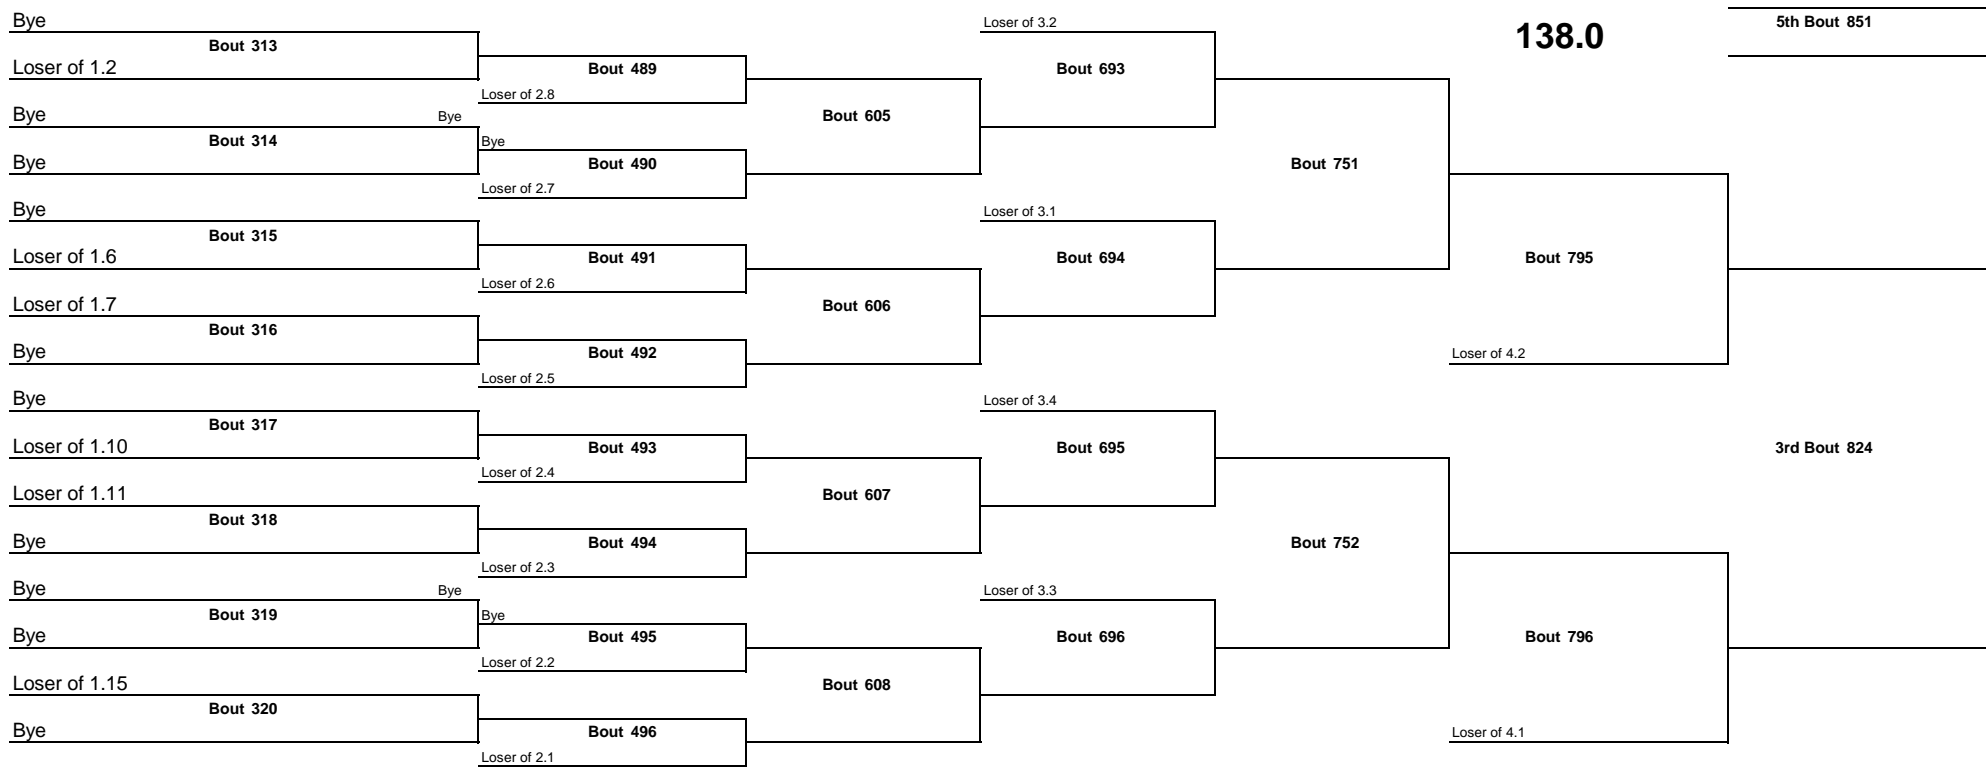 Bye
Bout 313
Loser of 1.2
Bye
Bye
Bout 314
Bye
Bye
Bout 315
Loser of 1.6
Loser of 1.7
Bout 316
Bye
Bye
Bout 317
Loser of 1.10
Loser of 1.11
Bout 318
Bye
Bye
Bye
Bout 319
Bye
Loser of 1.15
Bout 320
Bye
Bout 489
Loser of 2.8
Bye
Bout 490
Loser of 2.7
Bout 491
Loser of 2.6
Bout 492
Loser of 2.5
Bout 493
Loser of 2.4
Bout 494
Loser of 2.3
Bye
Bout 495
Loser of 2.2
Bout 496
Loser of 2.1
Bout 605
Bout 606
Bout 607
Bout 608
Loser of 3.2
Bout 693
Loser of 3.1
Bout 694
Loser of 3.4
Bout 695
Loser of 3.3
Bout 696
Bout 751
Bout 752
138.0
Bout 795
Loser of 4.2
Bout 796
Loser of 4.1
5th Bout 851
3rd Bout 824